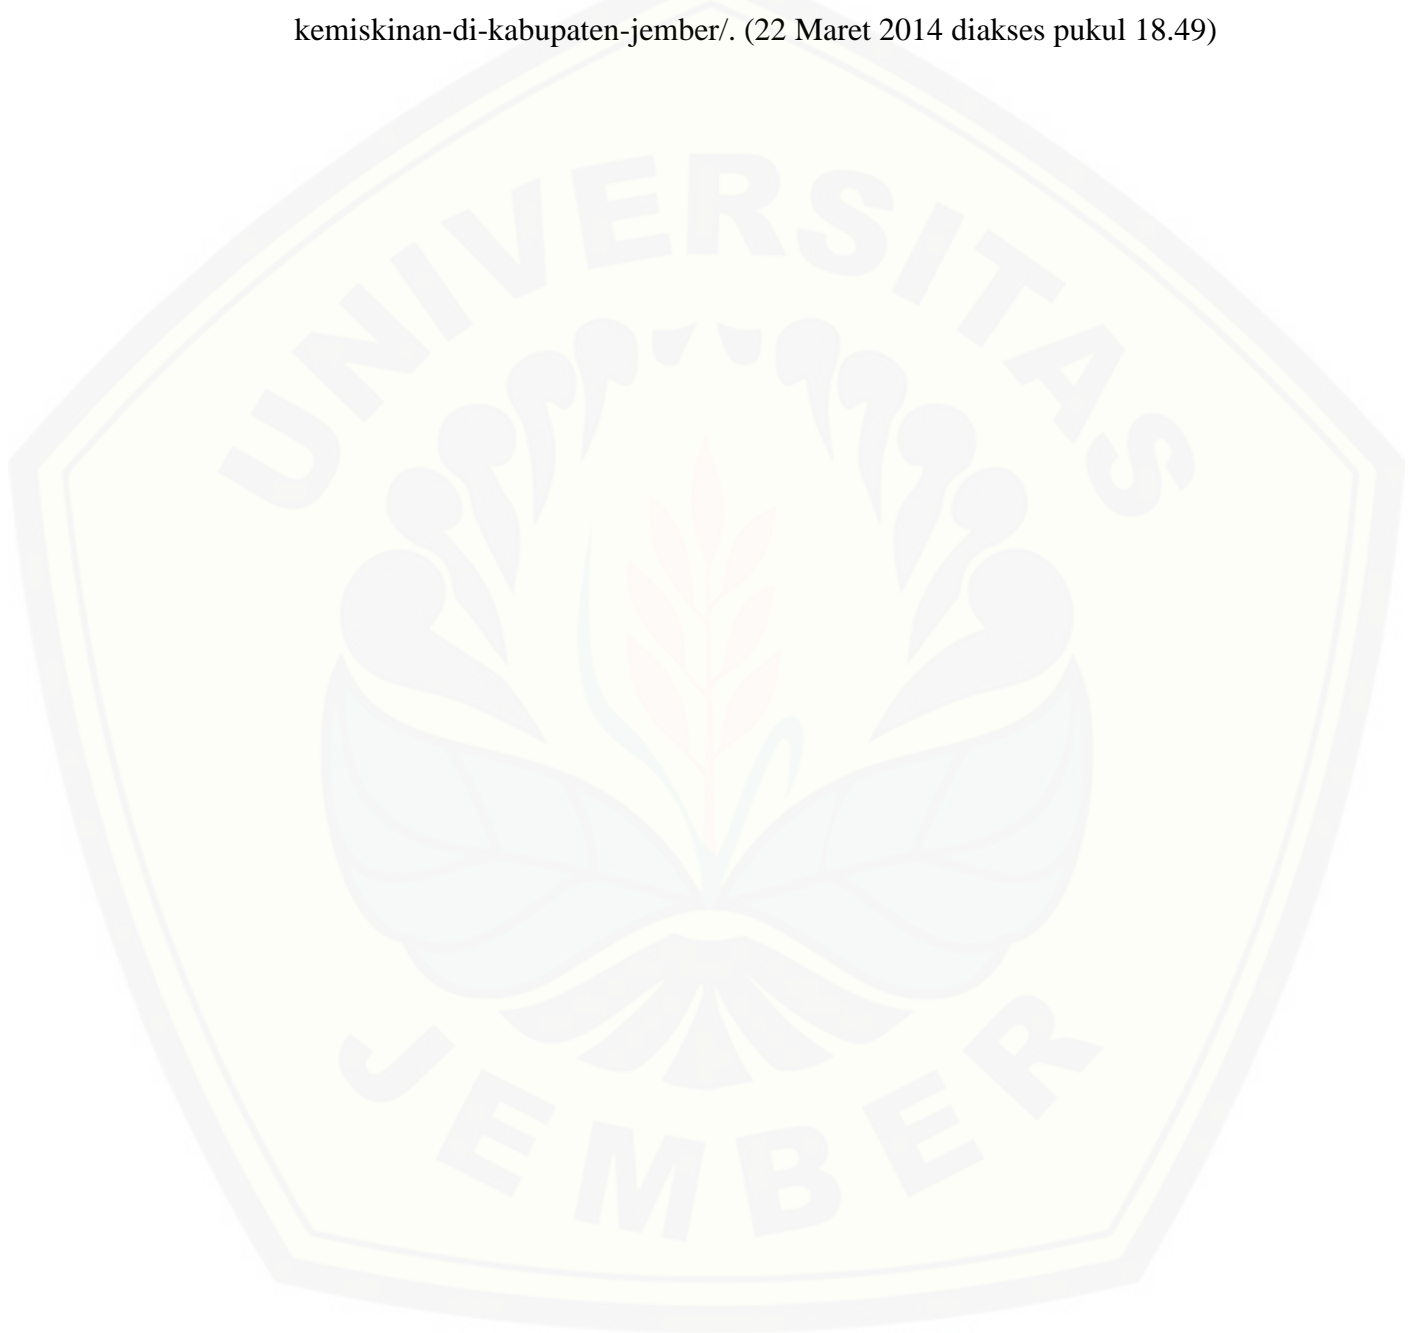 kemiskinan-di-kabupaten-jember/. (22 Maret 2014 diakses pukul 18.49)
UNIVERSITAS
JEMBER